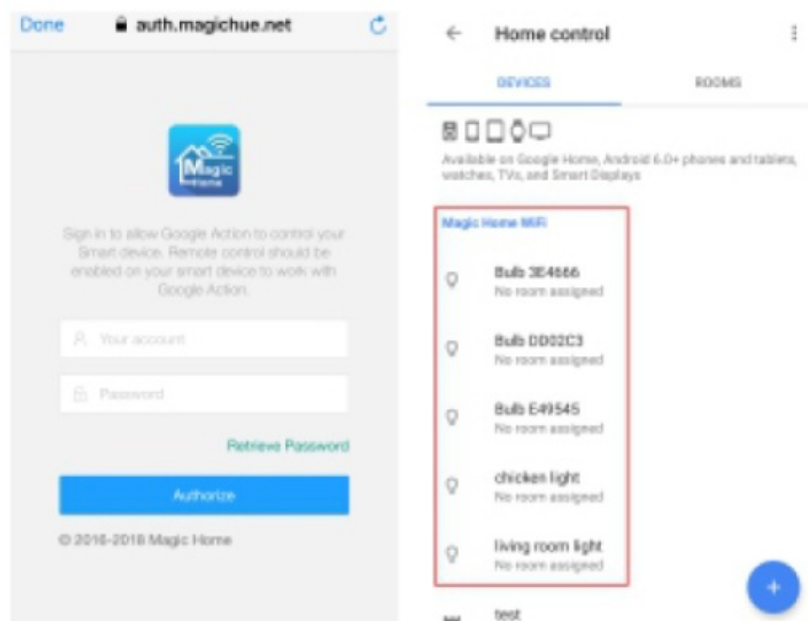 Done
auth.magichue.net
Magic
Home
Sign in to allow Google Action to control your
Smart device. Remote control should be
enabled on your smart device to work with
Google Action.
Your account
Password
Retrieve Password
Authorize
© 2016-2018 Magic Home
Home control
DEVICES
ROOMS
Available on Google Home, Android 6.0+ phones and tablets,
watches, TVs, and Smart Displays
Magic Home WiFi
Bulb 3E4666
No room assigned
Bulb DD02C3
No room assigned
Bulb E49545
No room assigned
chicken light
No room assigned
living room light
No room assigned
test